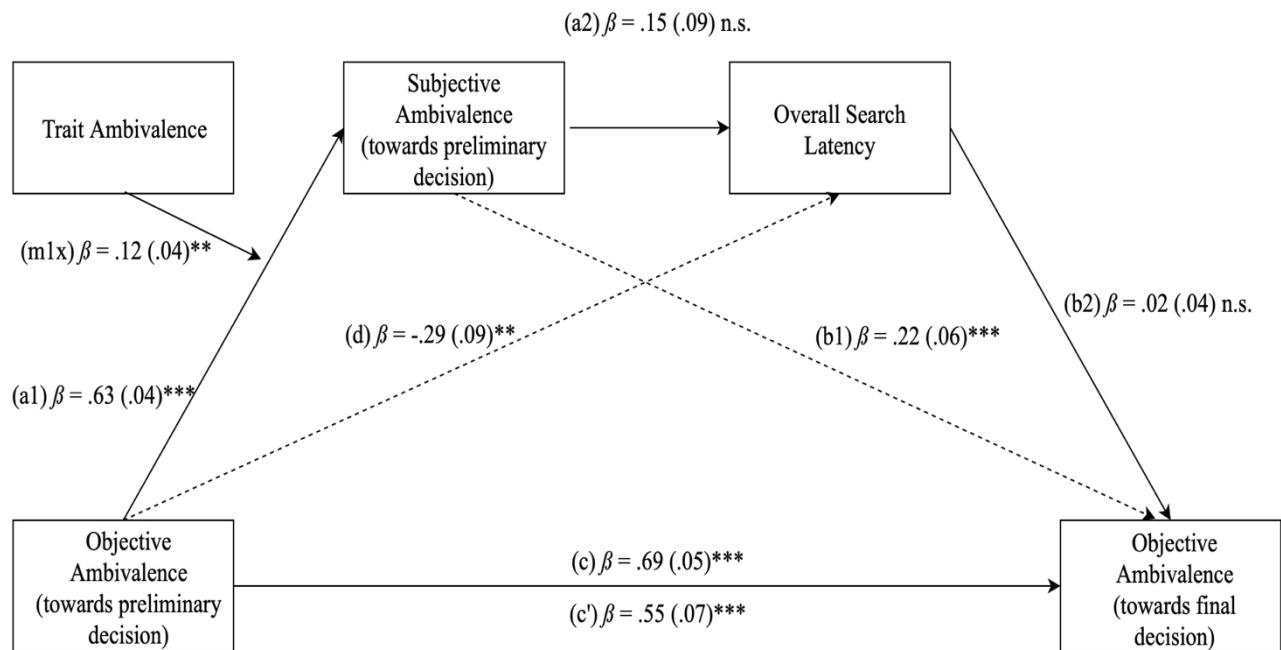 (a2) β = .15 (.09) n.s.
Trait Ambivalence
Subjective
Ambivalence
(towards preliminary
decision)
Overall Search
Latency
(m1x) β = .12 (.04)**
(d) β = -.29 (.09)**
(b1) β = .22 (.06)***
(b2) β = .02 (.04) n.s.
(a1) β = .63 (.04)***
Objective
Ambivalence
(towards preliminary
decision)
(c) β = .69 (.05)***
(c') β = .55 (.07)***
Objective
Ambivalence
(towards final
decision)